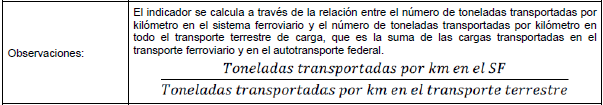 El indicador se calcula a través de la relación entre el número de toneladas transportadas por
kilómetro en el sistema ferroviario y el número de toneladas transportadas por kilómetro en
todo el transporte terrestre de carga, que es la suma de las cargas transportadas en el
transporte ferroviario y en el autotransporte federal.
Observaciones:
Toneladas transportadas por km en el SF
Toneladas transportadas por km en el transporte terrestre